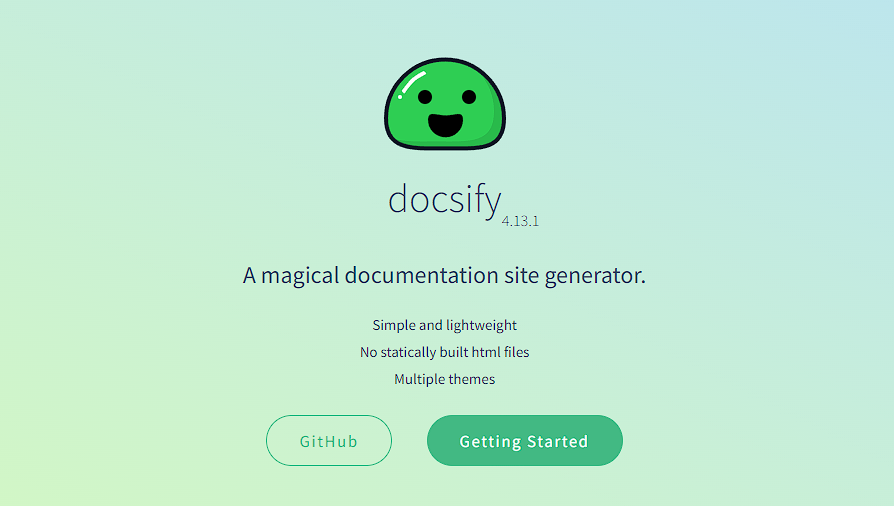 docsify
4.13.1
A magical documentation site generator.
Simple and lightweight
No statically built html files
Multiple themes
GitHub
Getting Started